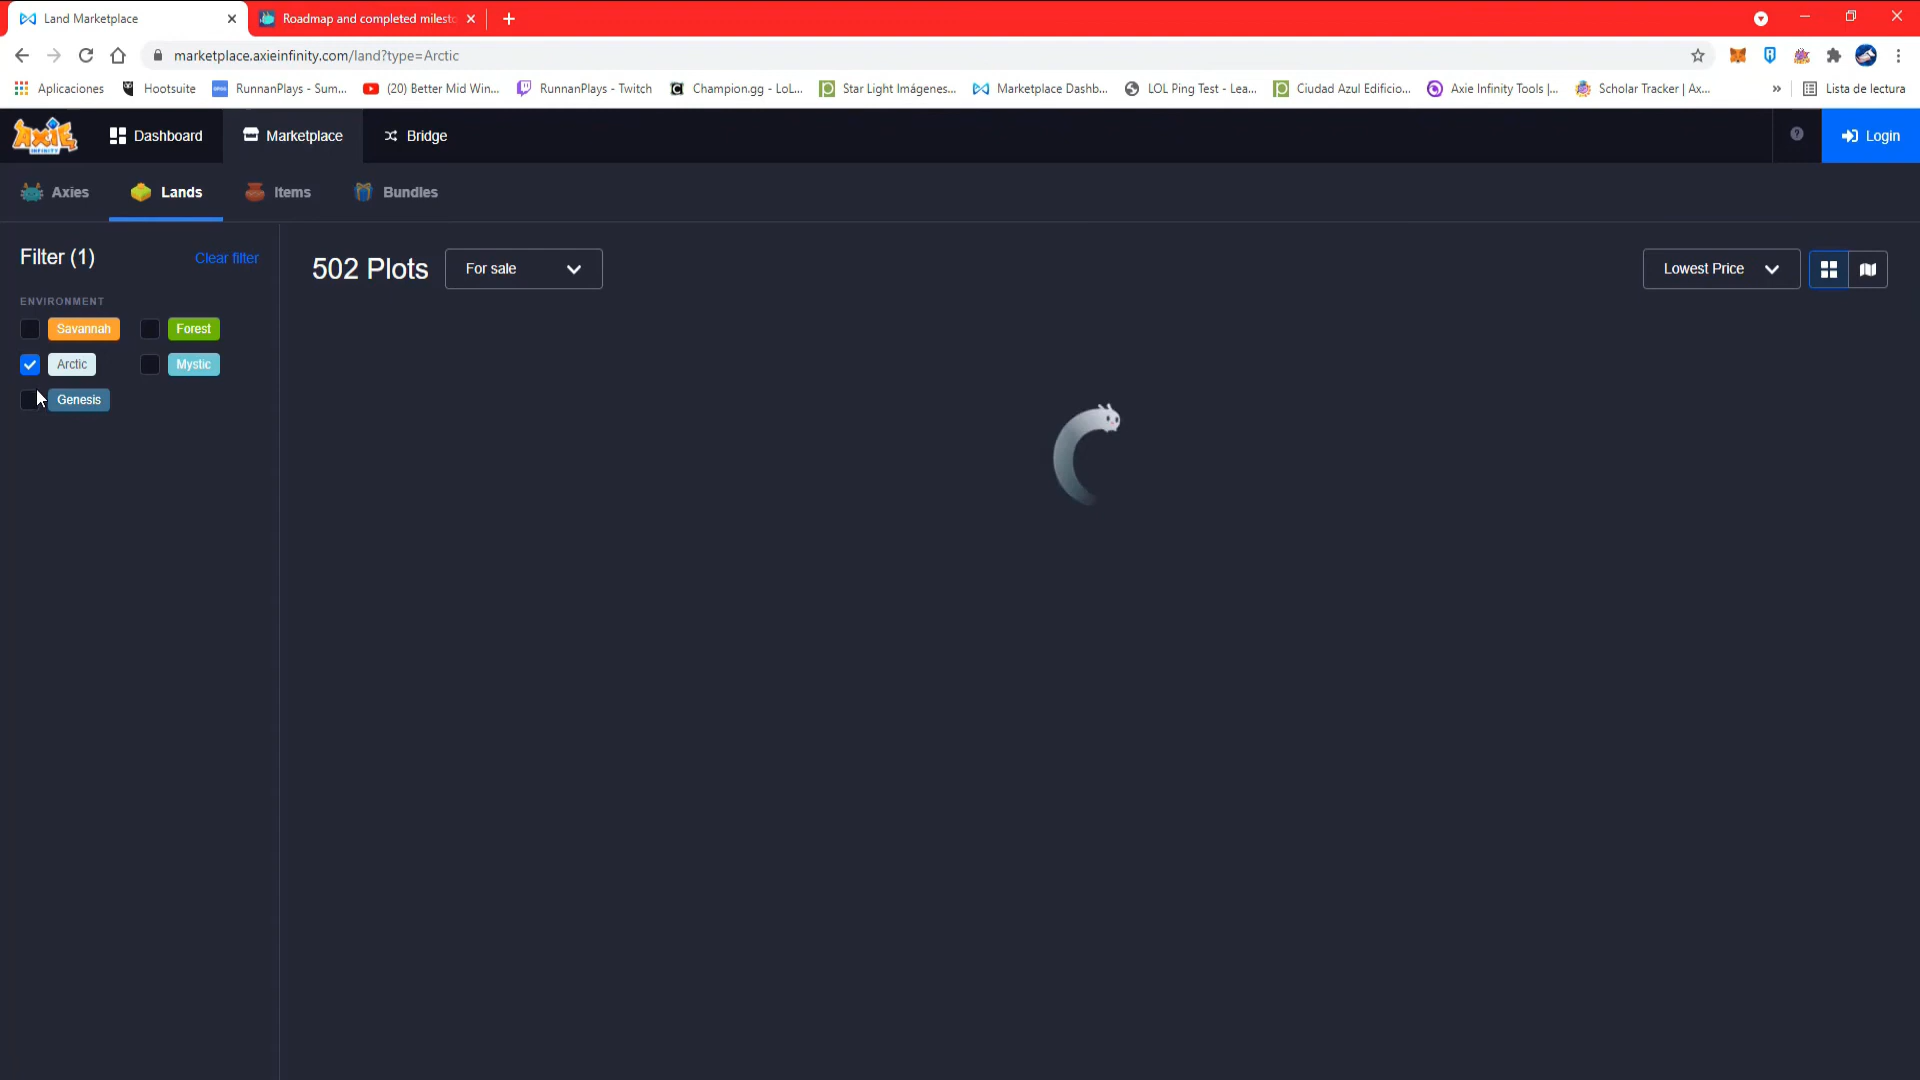 Land Marketplace
Roadmap and completed milest
marketplace.axieinfinity.com/land?type=Arctic
Aplicaciones
Hootsuite
RunnanPlays - Sum...
(20) Better Mid Win...
RunnanPlays - Twitch
Champion.gg - LoL...
Star Light Imágenes...
Marketplace Dashb...
LOL Ping Test - Lea...
Ciudad Azul Edificio...
Axie Infinity Tools |...
Scholar Tracker | Ax...
»
Lista de lectura
AXIE
INFINITY
Dashboard
Marketplace
Bridge
Login
Axies
Lands
Items
Bundles
Filter (1)
Clear filter
502 Plots
For sale
Lowest Price
ENVIRONMENT
Savannah
Forest
Arctic
Mystic
Genesis